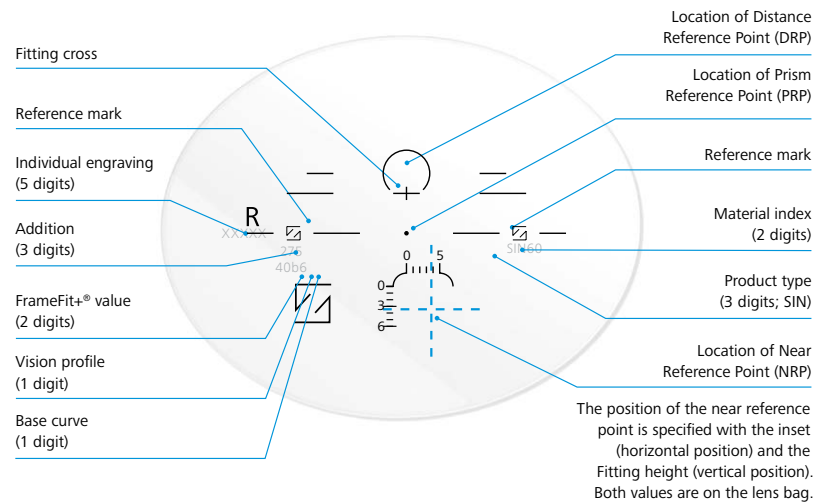 Fitting cross
Reference mark
Individual engraving
(5 digits)
Addition
(3 digits)
FrameFit+® value
(2 digits)
Vision profile
(1 digit)
Base curve
(1 digit)
R
XXXXX
275
40b6
0 5
0
3
6
SIN60
Location of Distance
Reference Point (DRP)
Location of Prism
Reference Point (PRP)
Reference mark
Material index
(2 digits)
Product type
(3 digits; SIN)
Location of Near
Reference Point (NRP)
The position of the near reference
point is specified with the inset
(horizontal position) and the
Fitting height (vertical position).
Both values are on the lens bag.